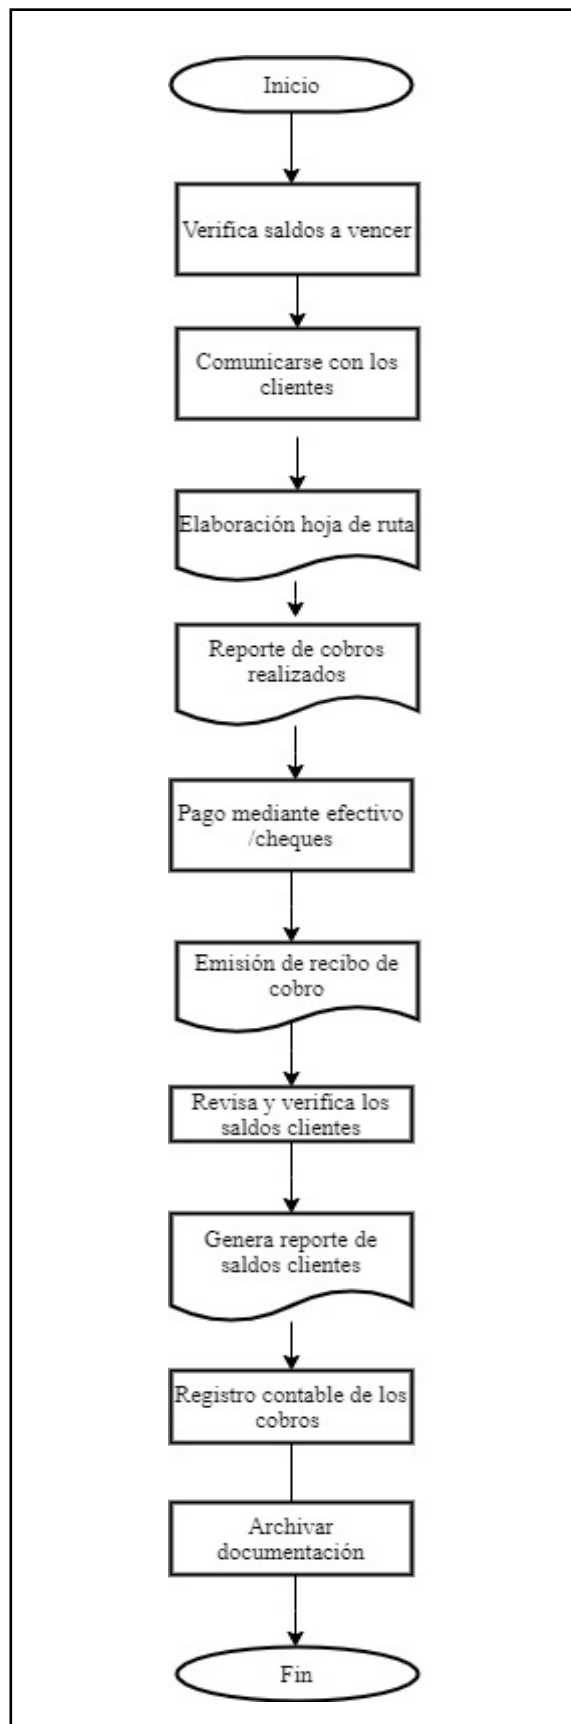 Inicio
Verifica saldos a vencer
Comunicarse con los
clientes
Elaboración hoja de ruta
Reporte de cobros
realizados
Pago mediante efectivo
/cheques
Emisión de recibo de
cobro
Revisa y verifica los
saldos clientes
Genera reporte de
saldos clientes
Registro contable de los
cobros
Archivar
documentación
Fin